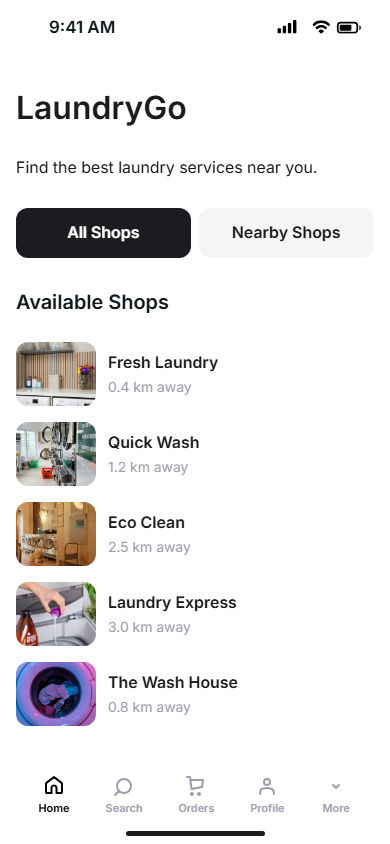 9:41 AM
LaundryGo
Find the best laundry services near you.
All Shops
Nearby Shops
Available Shops
Fresh Laundry
0.4 km away
Quick Wash
1.2 km away
Eco Clean
2.5 km away
Laundry Express
3.0 km away
The Wash House
0.8 km away
Home
Search
Orders
Profile
More